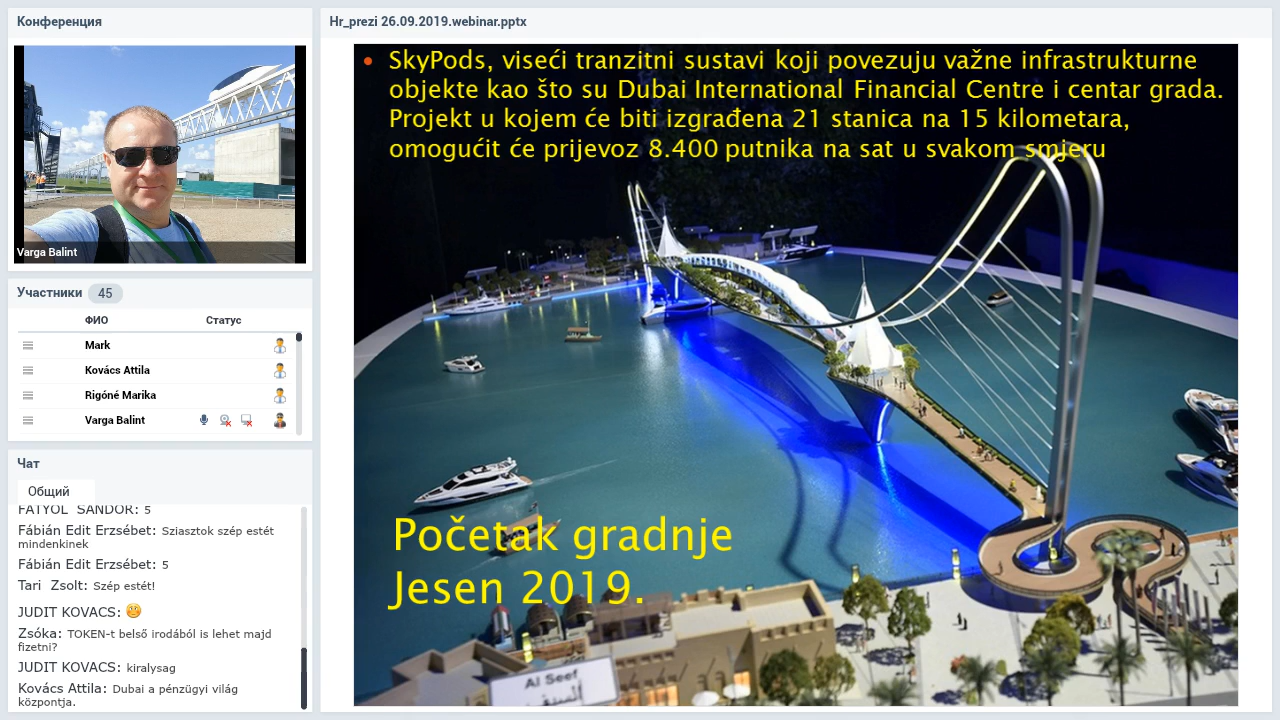 Конференция
Varga Balint
Участники 45
ФИО Статус
Mark
Kovács Attila
Rigóné Marika
Varga Balint
Чат
Общий
FATYOL SANDOR: 5
Fábián Edit Erzsébet: Sziasztok szép estét
mindenkinek
Fábián Edit Erzsébet: 5
Tari Zsolt: Szép estét!
JUDIT KOVACS:
Zsóka: TOKEN-t belső irodából is lehet majd
fizetni?
JUDIT KOVACS: kiralysag
Kovács Attila: Dubai a pénzügyi világ
központja.
Hr_prezi 26.09.2019.webinar.pptx
• SkyPods, viseći tranzitni sustavi koji povezuju važne infrastrukturne
objekte kao što su Dubai International Financial Centre i centar grada.
Projekt u kojem će biti izgrađena 21 stanica na 15 kilometara,
omogućit će prijevoz 8.400 putnika na sat u svakom smjeru
Početak gradnje
Jesen 2019.
Al Seef
السيف